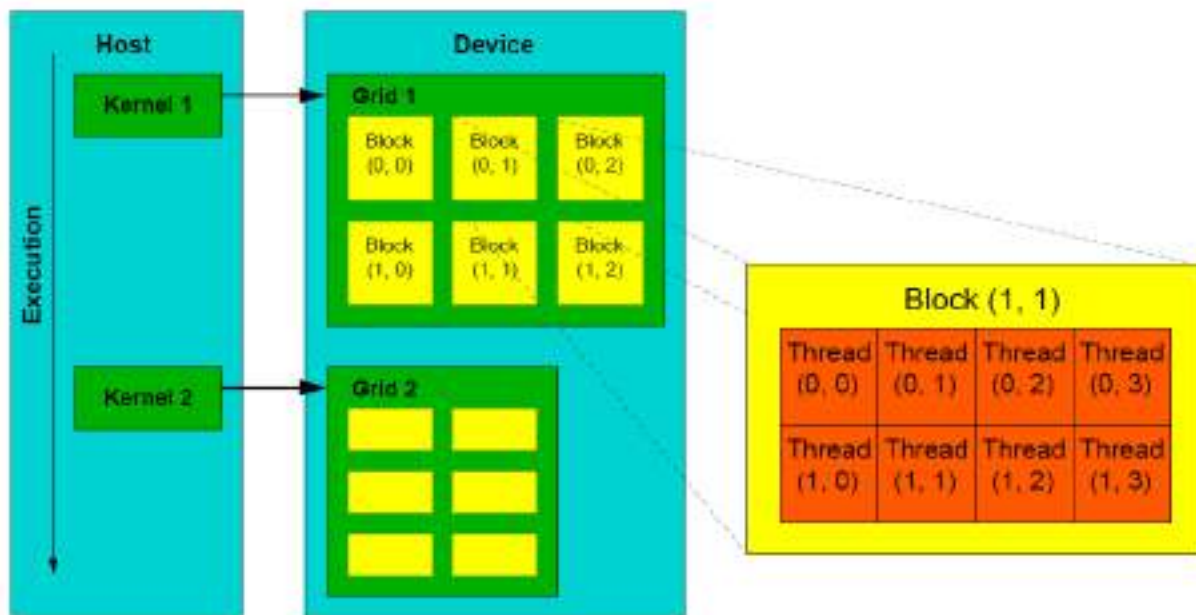 Host
Device
Execution
Kernel 1
Grid 1
Block
(0, 0)
Block
(0, 1)
Block
(0, 2)
Block
(1, 0)
Block
(1, 1)
Block
(1, 2)
Kernel 2
Grid 2
Block (1, 1)
Thread
(0, 0)
Thread
(0, 1)
Thread
(0, 2)
Thread
(0, 3)
Thread
(1, 0)
Thread
(1, 1)
Thread
(1, 2)
Thread
(1, 3)